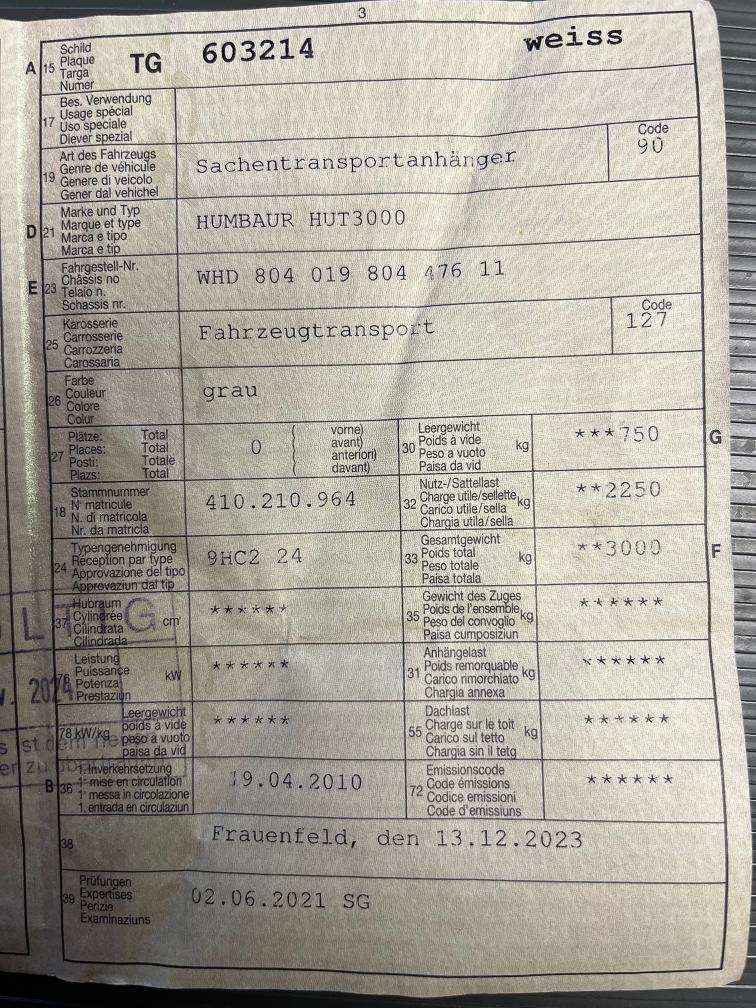 3
A 15 Schild
Plaque
Targa
Numer
TG 603214 weiss
17 Bes. Verwendung
Usage spécial
Uso speciale
Diever spezial
19 Art des Fahrzeugs
Genre de véhicule
Genere di veicolo
Gener dal vehichel
Sachentransportanhänger
Code
90
D 21 Marke und Typ
Marque et type
Marca e tipo
Marca e tip
HUMBAUR HUT3000
E 23 Fahrgestell-Nr.
Châssis no
Telaio n.
Schassis nr.
WHD 804 019 804 476 11
25 Karosserie
Carrosserie
Carrozzeria
Carossaria
Fahrzeugtransport
Code
127
26 Farbe
Couleur
Colore
Colur
grau
27 Plätze: Total
Places: Total
Posti: Totale
Plazs: Total
0
vorne)
avant)
anteriori)
davant)
30 Leergewicht
Poids à vide
Peso a vuoto
Paisa da vid
kg
***750
G
18 Stammnummer
N° matricule
N. di matricola
Nr. da matricla
410.210.964
32 Nutz-/Sattellast
Charge utile/sellette
Carico utile/sella
Chargia utila/sella
kg
**2250
24 Typengenehmigung
Réception par type
Approvazione del tipo
Approvaziun dal tip
9HC2 24
33 Gesamtgewicht
Poids total
Peso totale
Paisa totala
kg
**3000
F
37 Hubraum
Cylindrée
Cilindrata
Cilindrada
cm³
******
35 Gewicht des Zuges
Poids de l'ensemble
Peso del convoglio
Paisa cumposiziun
kg
******
76 Leistung
Puissance
Potenza
Prestaziun
kW
******
31 Anhängelast
Poids remorquable
Carico rimorchiato
Chargia annexa
kg
******
78 kW/kg Leergewicht
poids à vide
peso à vuoto
paisa da vid
******
55 Dachlast
Charge sur le toit
Carico sul tetto
Chargia sin il tetg
kg
******
B 36 1. Inverkehrsetzung
1re mise en circulation
1a messa in circolazione
1. entrada en circulaziun
19.04.2010
72 Emissionscode
Code émissions
Codice emissioni
Code d'emissiuns
******
38 Frauenfeld, den 13.12.2023
39 Prüfungen
Expertises
Perizie
Examinaziuns
02.06.2021 SG